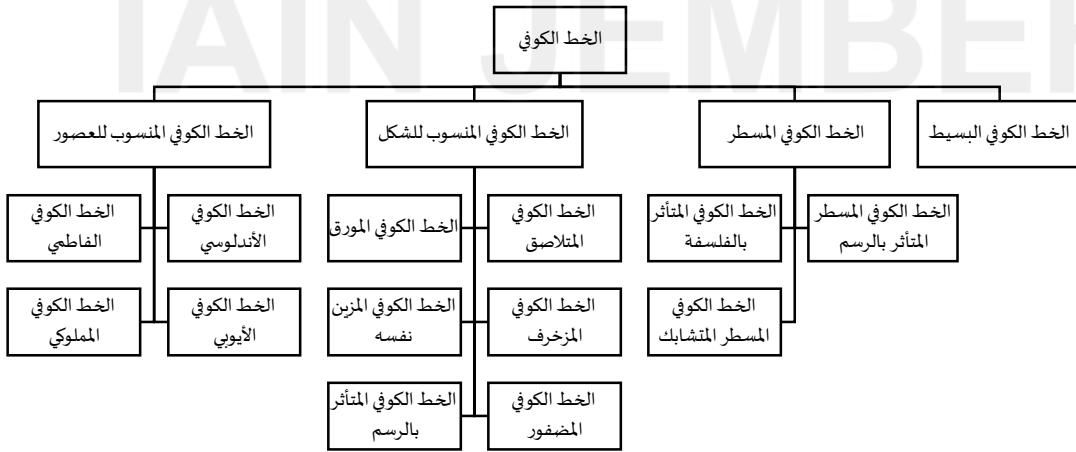 IAIN JEMBER
الخط الكوفي
الخط الكوفي البسيط
الخط الكوفي المسطر
الخط الكوفي المنسوب للشكل
الخط الكوفي المنسوب للعصور
الخط الكوفي المسطر
المتأثر بالرسم
الخط الكوفي المتأثر
بالفلسفة
الخط الكوفي
المسطر المتشابك
الخط الكوفي
المتلاصق
الخط الكوفي المورق
الخط الكوفي
المزخرف
الخط الكوفي المزين
نفسه
الخط الكوفي
المضفور
الخط الكوفي المتأثر
بالرسم
الخط الكوفي
الأندلوسي
الخط الكوفي
الفاطمي
الخط الكوفي
الأيوبي
الخط الكوفي
المملوكي